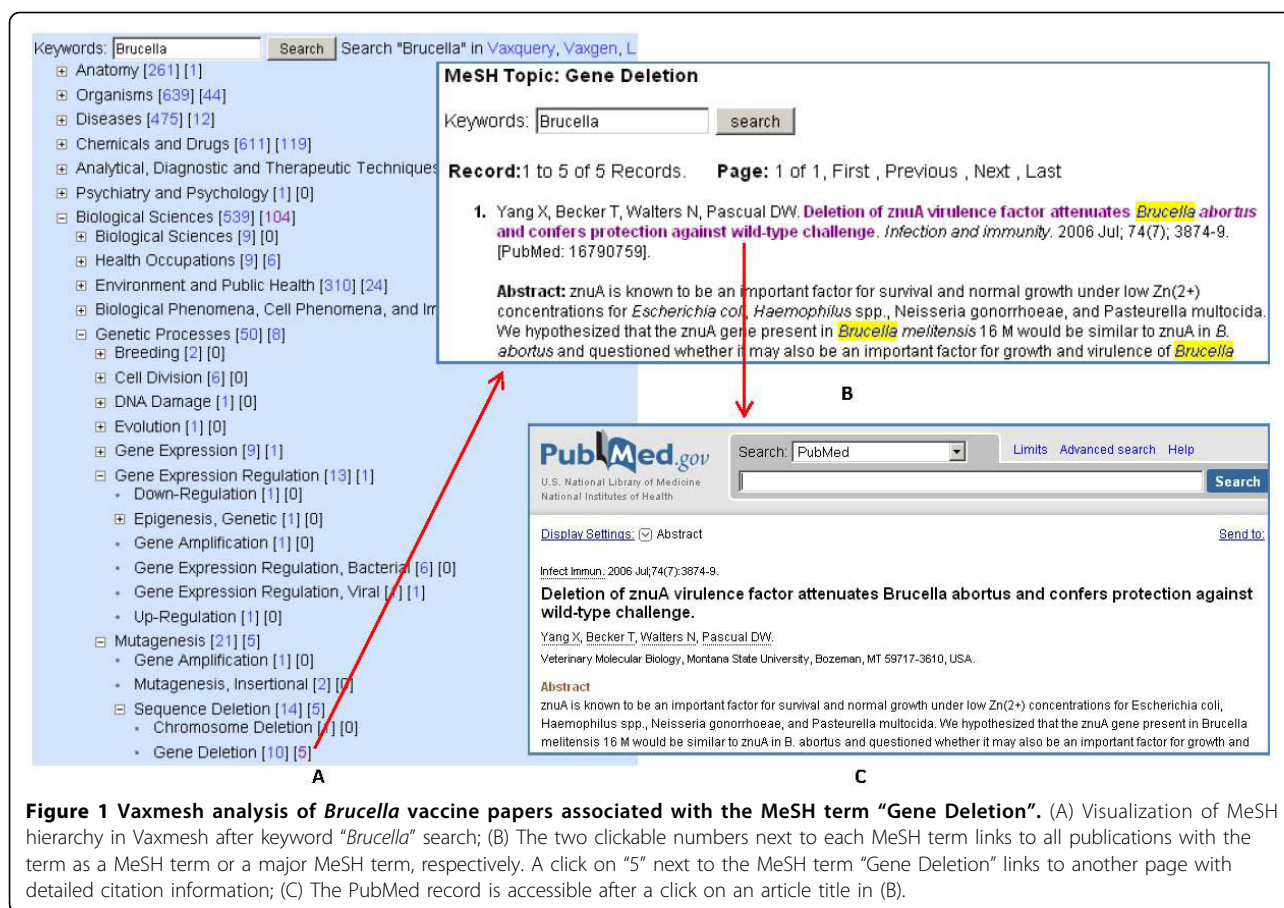 Keywords: Brucella Search Search "Brucella" in Vaxquery, Vaxgen, L
Anatomy [261] [1]
Organisms [639] [44]
Diseases [475] [12]
Chemicals and Drugs [611] [119]
Analytical, Diagnostic and Therapeutic Techniques
Psychiatry and Psychology [1] [0]
Biological Sciences [539] [104]
Biological Sciences [9] [0]
Health Occupations [9] [6]
Environment and Public Health [310] [24]
Biological Phenomena, Cell Phenomena, and Im
Genetic Processes [50] [8]
Breeding [2] [0]
Cell Division [6] [0]
DNA Damage [1] [0]
Evolution [1] [0]
Gene Expression [9] [1]
Gene Expression Regulation [13] [1]
Down-Regulation [1] [0]
Epigenesis, Genetic [1] [0]
Gene Amplification [1] [0]
Gene Expression Regulation, Bacterial [6] [0]
Gene Expression Regulation, Viral [1] [1]
Up-Regulation [1] [0]
Mutagenesis [21] [5]
Gene Amplification [1] [0]
Mutagenesis, Insertional [2] [0]
Sequence Deletion [14] [5]
Chromosome Deletion [1] [0]
Gene Deletion [10] [5]
A
MeSH Topic: Gene Deletion
Keywords: Brucella search
Record:1 to 5 of 5 Records. Page: 1 of 1, First , Previous , Next , Last
1. Yang X, Becker T, Walters N, Pascual DW. Deletion of znuA virulence factor attenuates Brucella abortus
and confers protection against wild-type challenge. Infection and immunity. 2006 Jul; 74(7); 3874-9.
[PubMed: 16790759].
Abstract: znuA is known to be an important factor for survival and normal growth under low Zn(2+)
concentrations for Escherichia coli, Haemophilus spp., Neisseria gonorrhoeae, and Pasteurella multocida.
We hypothesized that the znuA gene present in Brucella melitensis 16 M would be similar to znuA in B.
abortus and questioned whether it may also be an important factor for growth and virulence of Brucella
B
PubMed.gov
U.S. National Library of Medicine
National Institutes of Health
Search: PubMed Limits Advanced search Help
Search
Display Settings: Abstract Send to:
Infect Immun. 2006 Jul;74(7):3874-9.
Deletion of znuA virulence factor attenuates Brucella abortus and confers protection against
wild-type challenge.
Yang X, Becker T, Walters N, Pascual DW.
Veterinary Molecular Biology, Montana State University, Bozeman, MT 59717-3610, USA.
Abstract
znuA is known to be an important factor for survival and normal growth under low Zn(2+) concentrations for Escherichia coli,
Haemophilus spp., Neisseria gonorrhoeae, and Pasteurella multocida. We hypothesized that the znuA gene present in Brucella
melitensis 16 M would be similar to znuA in B. abortus and questioned whether it may also be an important factor for growth and
C
Figure 1 Vaxmesh analysis of Brucella vaccine papers associated with the MeSH term “Gene Deletion”. (A) Visualization of MeSH
hierarchy in Vaxmesh after keyword “Brucella” search; (B) The two clickable numbers next to each MeSH term links to all publications with the
term as a MeSH term or a major MeSH term, respectively. A click on “5” next to the MeSH term “Gene Deletion” links to another page with
detailed citation information; (C) The PubMed record is accessible after a click on an article title in (B).